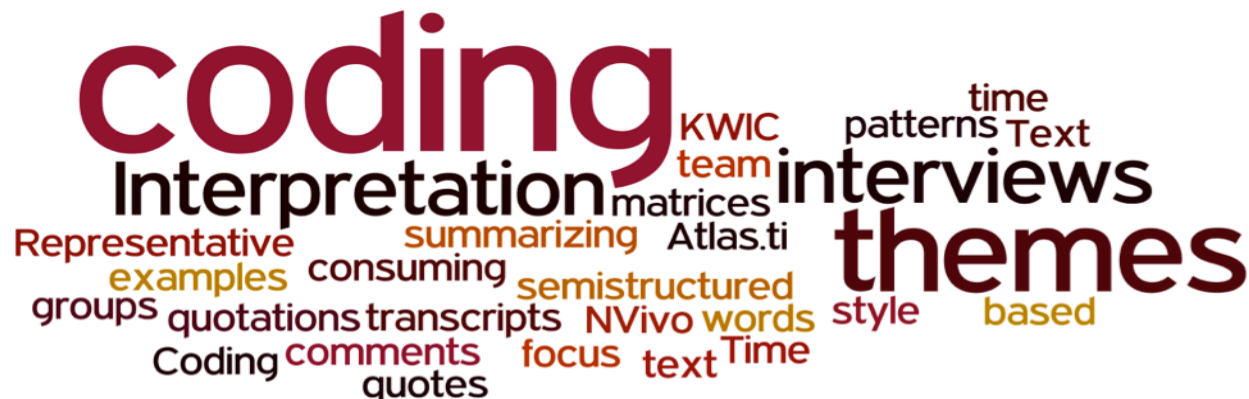 coding
time
KWIC patterns Text
team
Interpretation matrices interviews
Representative summarizing Atlas.ti themes
examples consuming semistructured
groups quotations transcripts NVivo words style based
Coding comments focus text Time
quotes